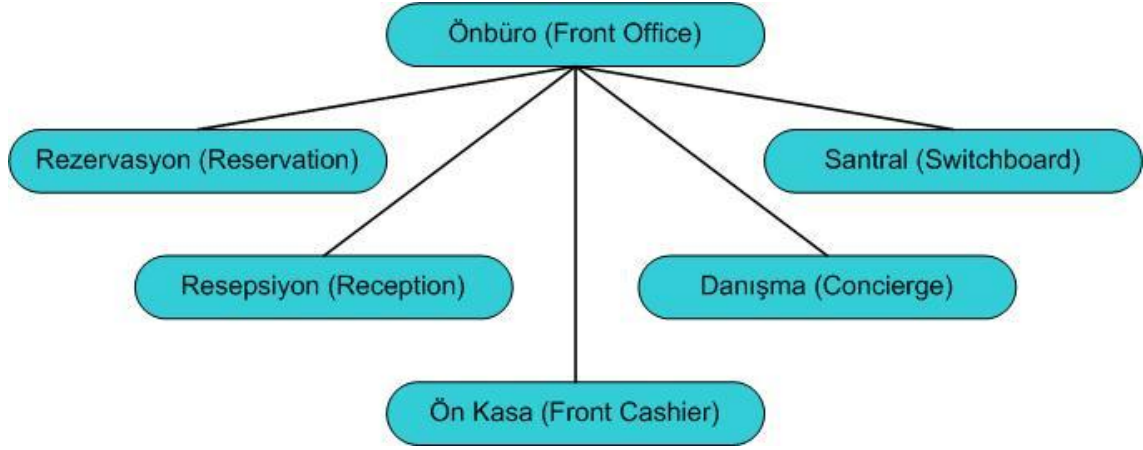 Önbüro (Front Office)
Rezervasyon (Reservation)
Santral (Switchboard)
Resepsiyon (Reception)
Danışma (Concierge)
Ön Kasa (Front Cashier)